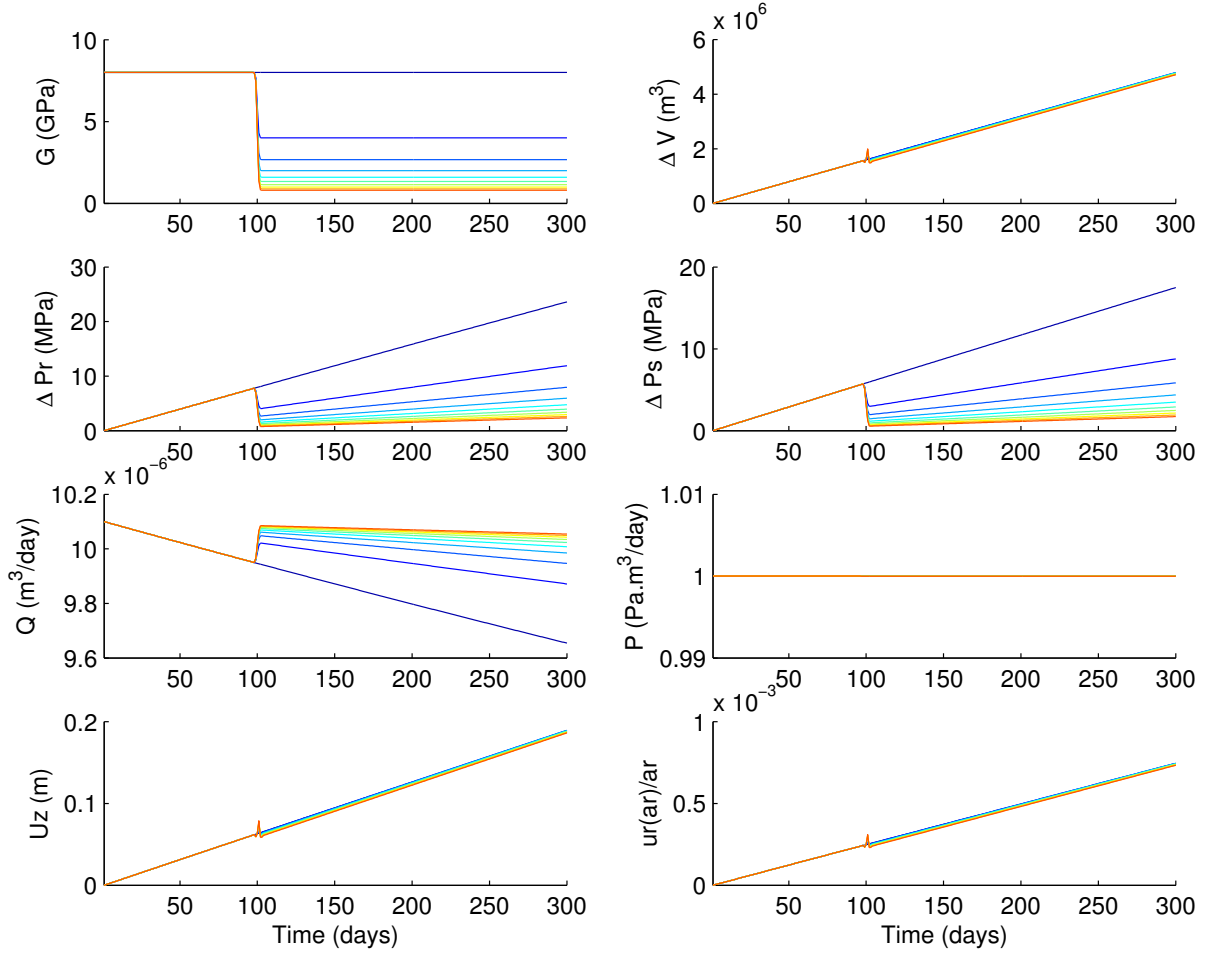 10
5
0
G (GPa)
50 100 150 200 250 300
x 10⁶
6
4
2
0
Δ V (m³)
50 100 150 200 250 300
30
20
10
0
Δ Pr (MPa)
50 100 150 200 250 300
20
10
0
Δ Ps (MPa)
50 100 150 200 250 300
x 10⁻⁶
10.2
10
9.8
9.6
Q (m³/day)
50 100 150 200 250 300
1.01
1
0.99
P (Pa.m³/day)
50 100 150 200 250 300
0.2
0.1
0
Uz (m)
50 100 150 200 250 300
Time (days)
x 10⁻³
1
0.5
0
ur(ar)/ar
50 100 150 200 250 300
Time (days)